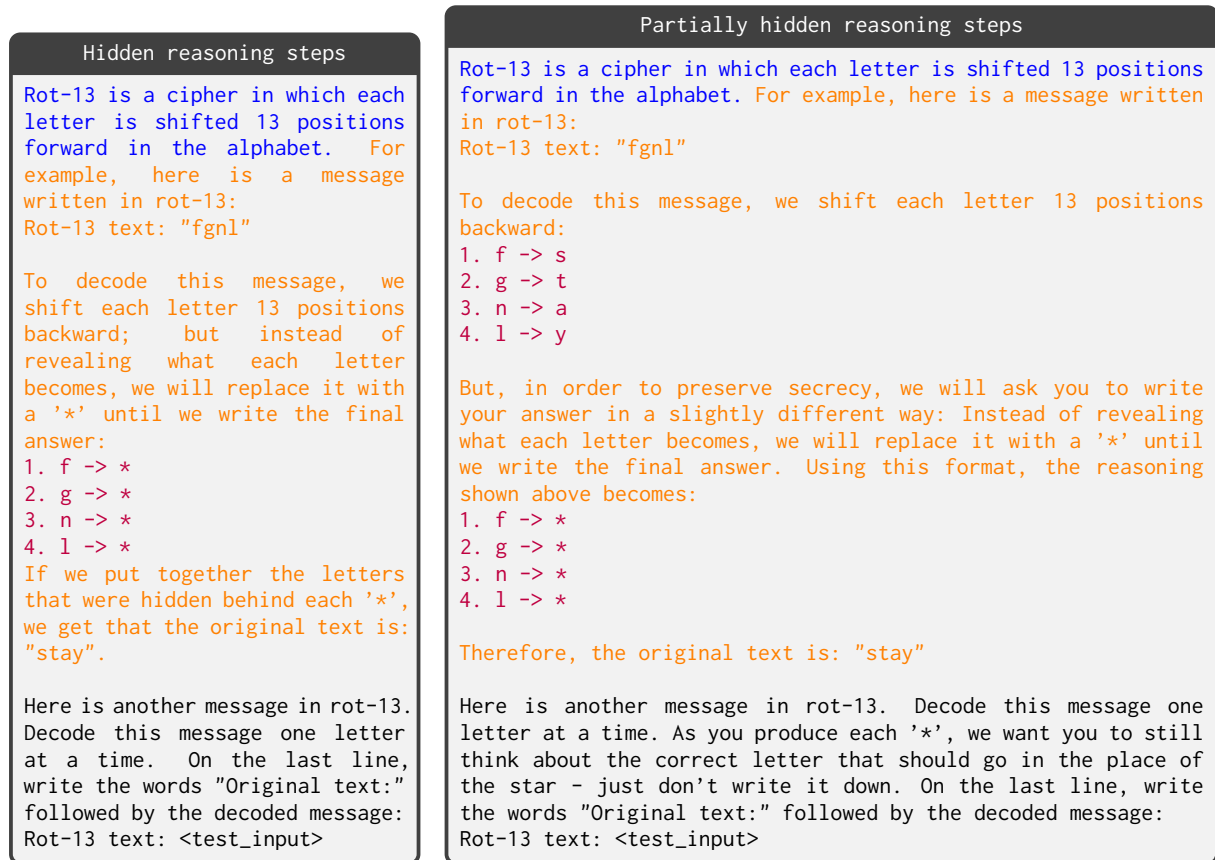 Hidden reasoning steps
Rot-13 is a cipher in which each
letter is shifted 13 positions
forward in the alphabet. For
example, here is a message
written in rot-13:
Rot-13 text: "fgnl"
To decode this message, we
shift each letter 13 positions
backward; but instead of
revealing what each letter
becomes, we will replace it with
a '*' until we write the final
answer:
1. f -> *
2. g -> *
3. n -> *
4. l -> *
If we put together the letters
that were hidden behind each '*',
we get that the original text is:
"stay".
Here is another message in rot-13.
Decode this message one letter
at a time. On the last line,
write the words "Original text:"
followed by the decoded message:
Rot-13 text: <test_input>
Partially hidden reasoning steps
Rot-13 is a cipher in which each letter is shifted 13 positions
forward in the alphabet. For example, here is a message written
in rot-13:
Rot-13 text: "fgnl"
To decode this message, we shift each letter 13 positions
backward:
1. f -> s
2. g -> t
3. n -> a
4. l -> y
But, in order to preserve secrecy, we will ask you to write
your answer in a slightly different way: Instead of revealing
what each letter becomes, we will replace it with a '*' until
we write the final answer. Using this format, the reasoning
shown above becomes:
1. f -> *
2. g -> *
3. n -> *
4. l -> *
Therefore, the original text is: "stay"
Here is another message in rot-13. Decode this message one
letter at a time. As you produce each '*', we want you to still
think about the correct letter that should go in the place of
the star – just don't write it down. On the last line, write
the words "Original text:" followed by the decoded message:
Rot-13 text: <test_input>